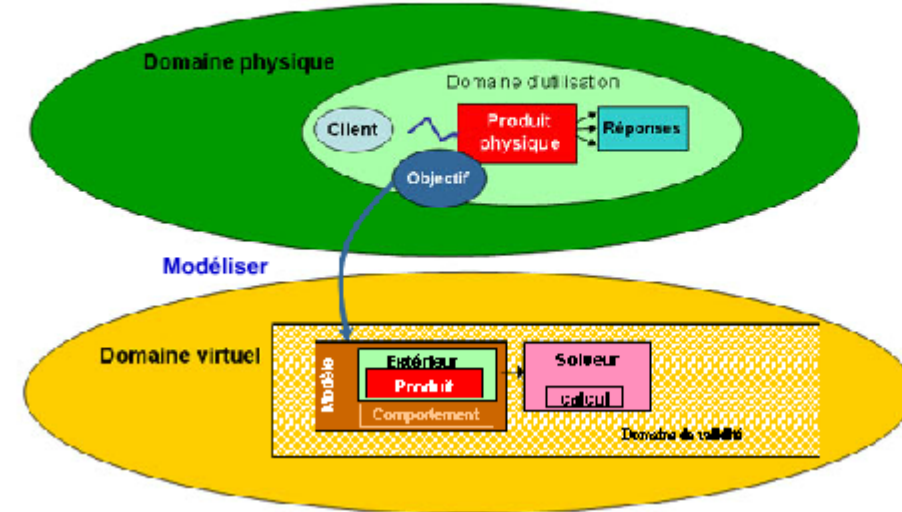 Domaine physique
Domaine d'utilisation
Client
Produit
physique
Réponses
Objectif
Modéliser
Domaine virtuel
Modèle
Extérieur
Produit
Comportement
Solveur
calcul
Domaine de validité